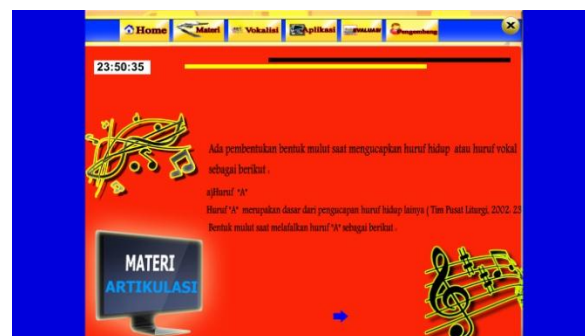 Home Materi Vokalisi Aplikasi EVALUASI Pengembang
23:50:35
Ada pembentukan bentuk mulut saat mengucapkan huruf hidup atau huruf vokal
sebagai berikut :
a)Huruf "A"
Huruf "A" merupakan dasar dari pengucapan huruf hidup lainya ( Tim Pusat Liturgi, 2002: 23
Bentuk mulut saat melafalkan huruf "A" sebagai berikut :
MATERI
ARTIKULASI